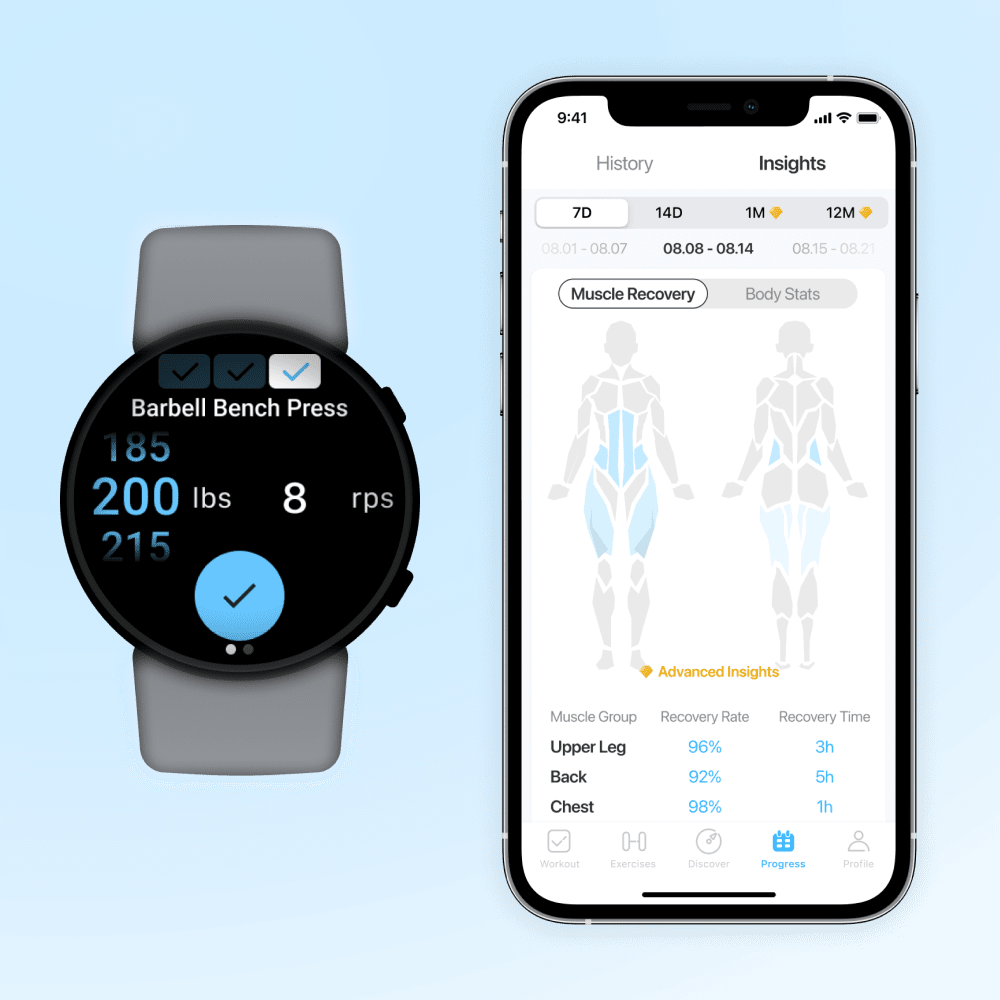 Barbell Bench Press
185
200 lbs 8 rps
215
9:41
History Insights
7D 14D 1M 12M
08.01 - 08.07 08.08 - 08.14 08.15 - 08.21
Muscle Recovery Body Stats
Advanced Insights
Muscle Group Recovery Rate Recovery Time
Upper Leg 96% 3h
Back 92% 5h
Chest 98% 1h
Workout Exercises Discover Progress Profile